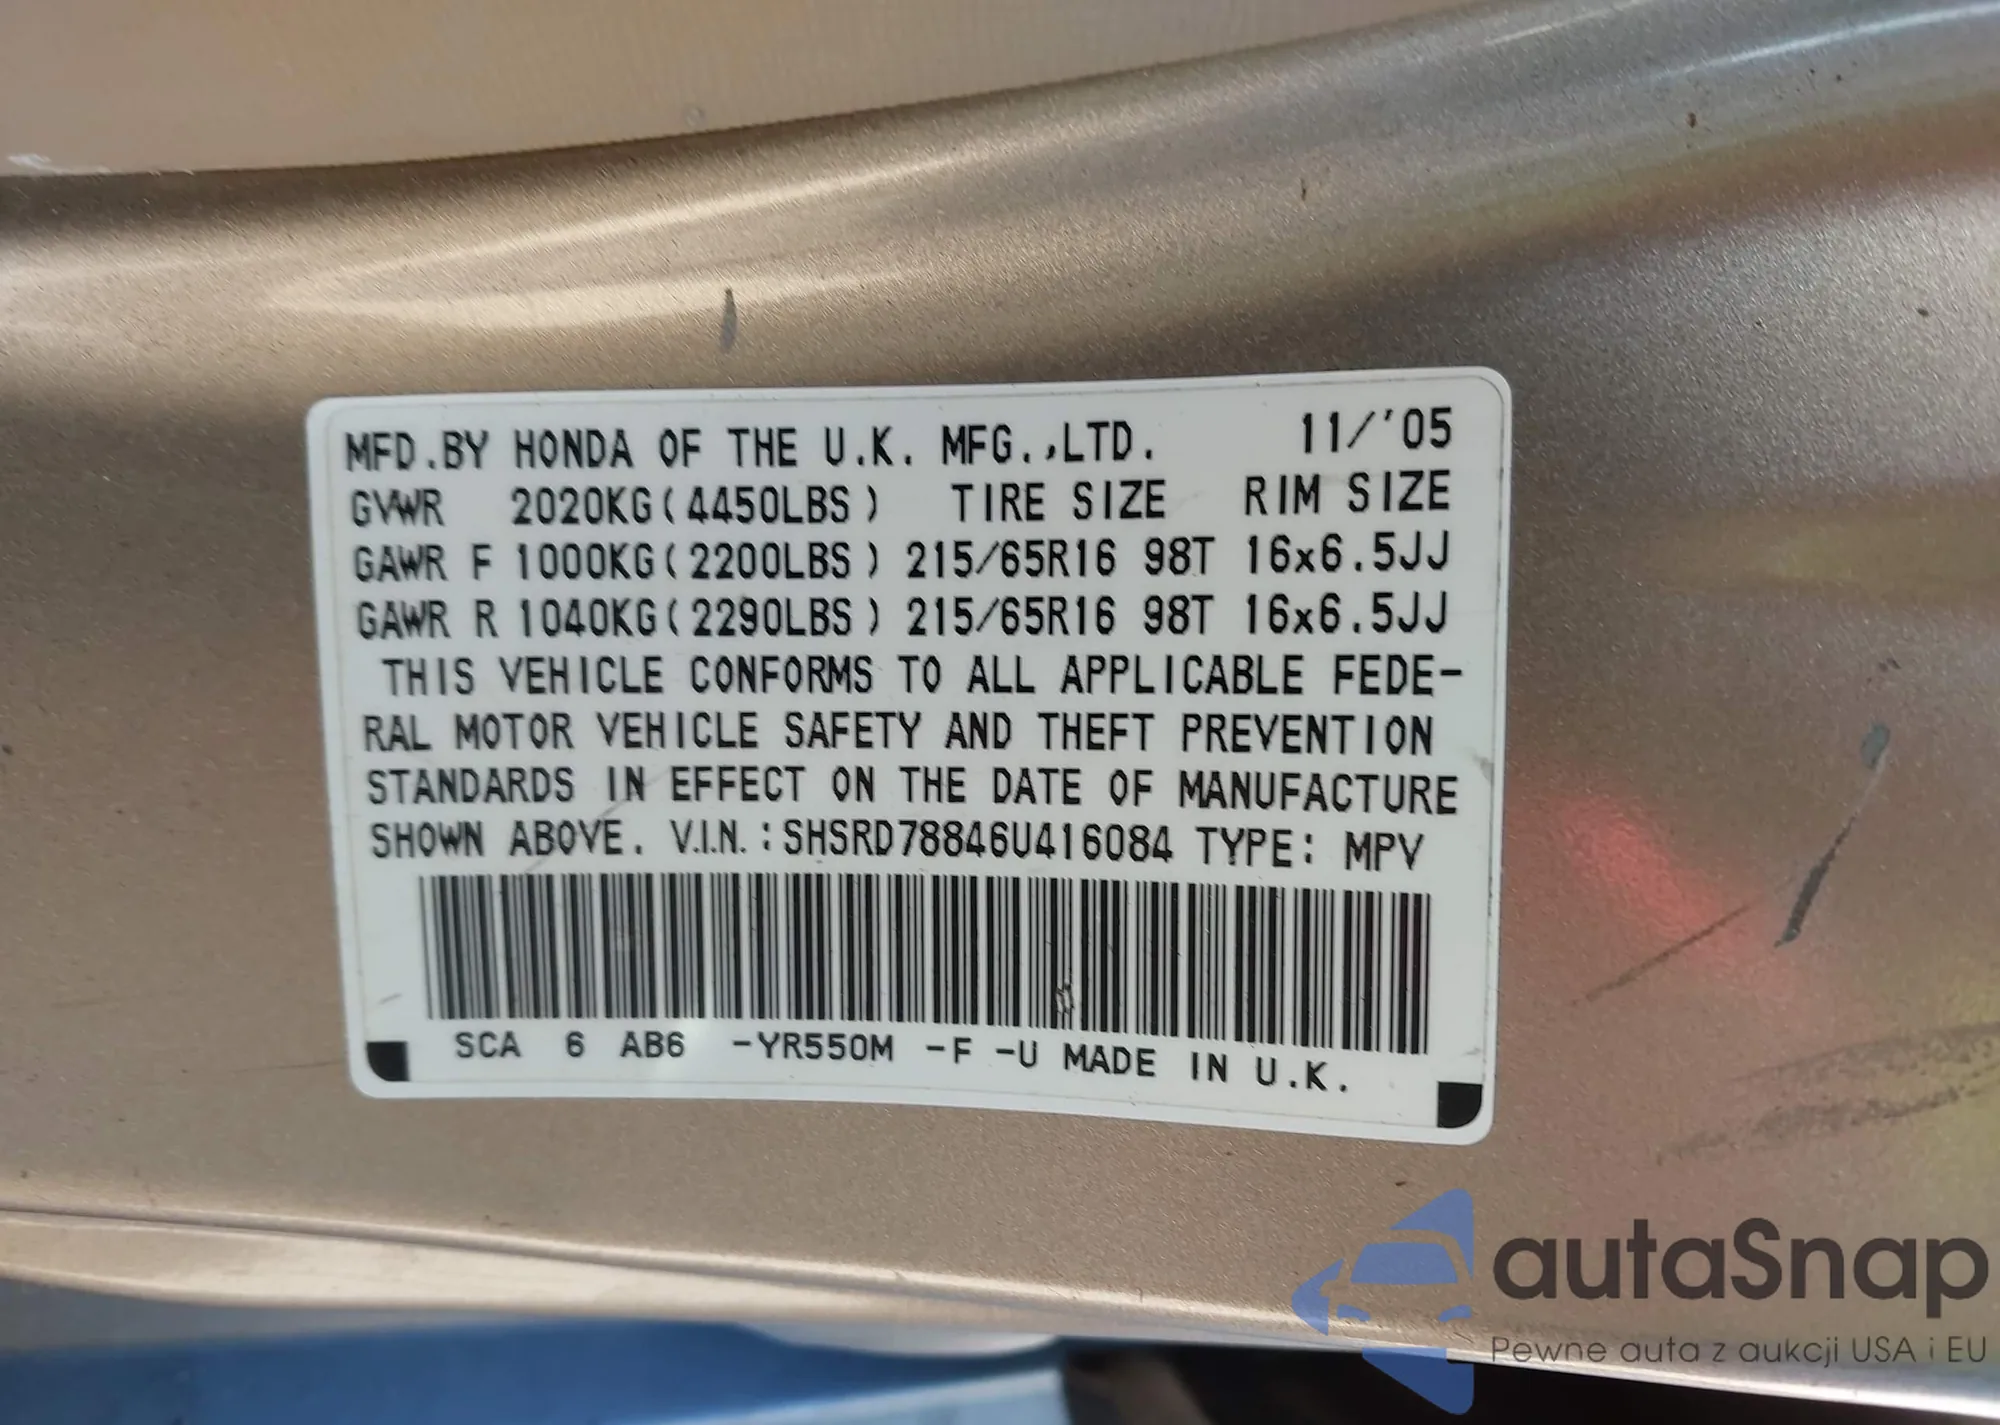 MFD.BY HONDA OF THE U.K. MFG.,LTD. 11/'05
GVWR 2020KG(4450LBS) TIRE SIZE RIM SIZE
GAWR F 1000KG(2200LBS) 215/65R16 98T 16x6.5JJ
GAWR R 1040KG(2290LBS) 215/65R16 98T 16x6.5JJ
THIS VEHICLE CONFORMS TO ALL APPLICABLE FEDE-
RAL MOTOR VEHICLE SAFETY AND THEFT PREVENTION
STANDARDS IN EFFECT ON THE DATE OF MANUFACTURE
SHOWN ABOVE. V.I.N.:SHSRD78846U416084 TYPE: MPV
SCA 6 AB6 -YR550M -F -U MADE IN U.K.
autaSnap
Pewne auta z aukcji USA i EU